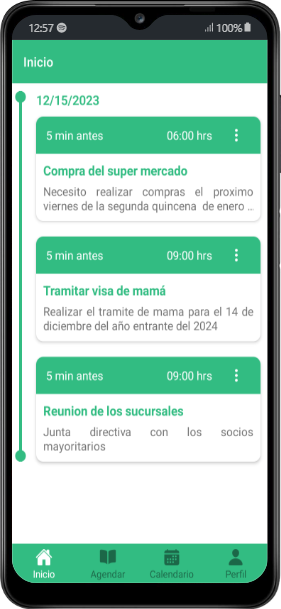 12:57 100%
Inicio
12/15/2023
5 min antes 06:00 hrs
Compra del super mercado
Necesito realizar compras el proximo
viernes de la segunda quincena de enero ..
5 min antes 09:00 hrs
Tramitar visa de mamá
Realizar el tramite de mama para el 14 de
diciembre del año entrante del 2024
5 min antes 09:00 hrs
Reunion de los sucursales
Junta directiva con los socios
mayoritarios
Inicio Agendar Calendario Perfil